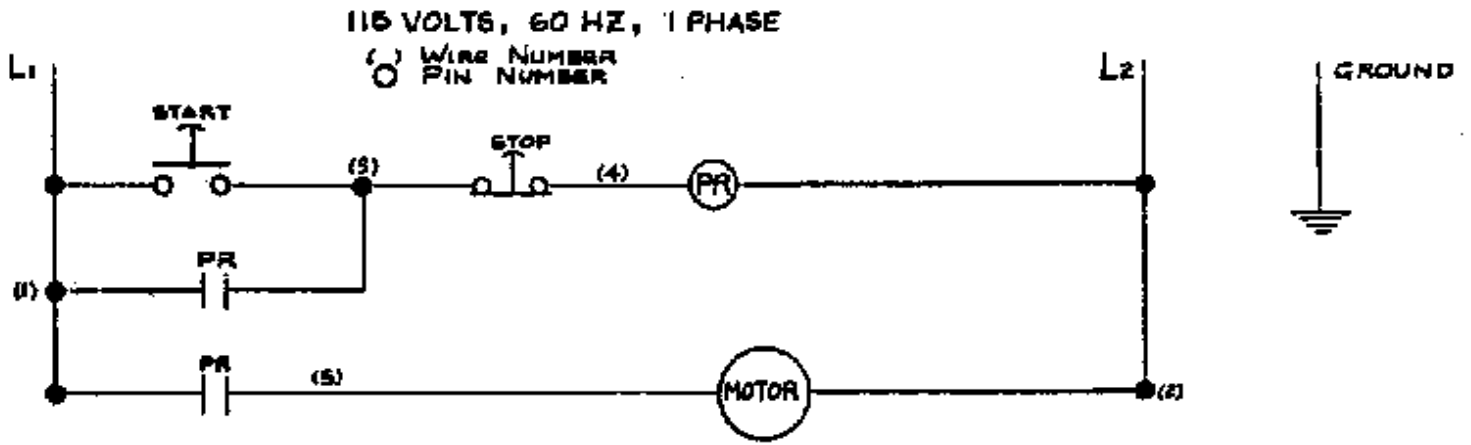 115 VOLTS, 60 HZ, 1 PHASE
( ) WIRE NUMBER
O PIN NUMBER
L1
L2
GROUND
START
STOP
(3)
(4)
PR
PR
(1)
PR
(5)
MOTOR
(2)